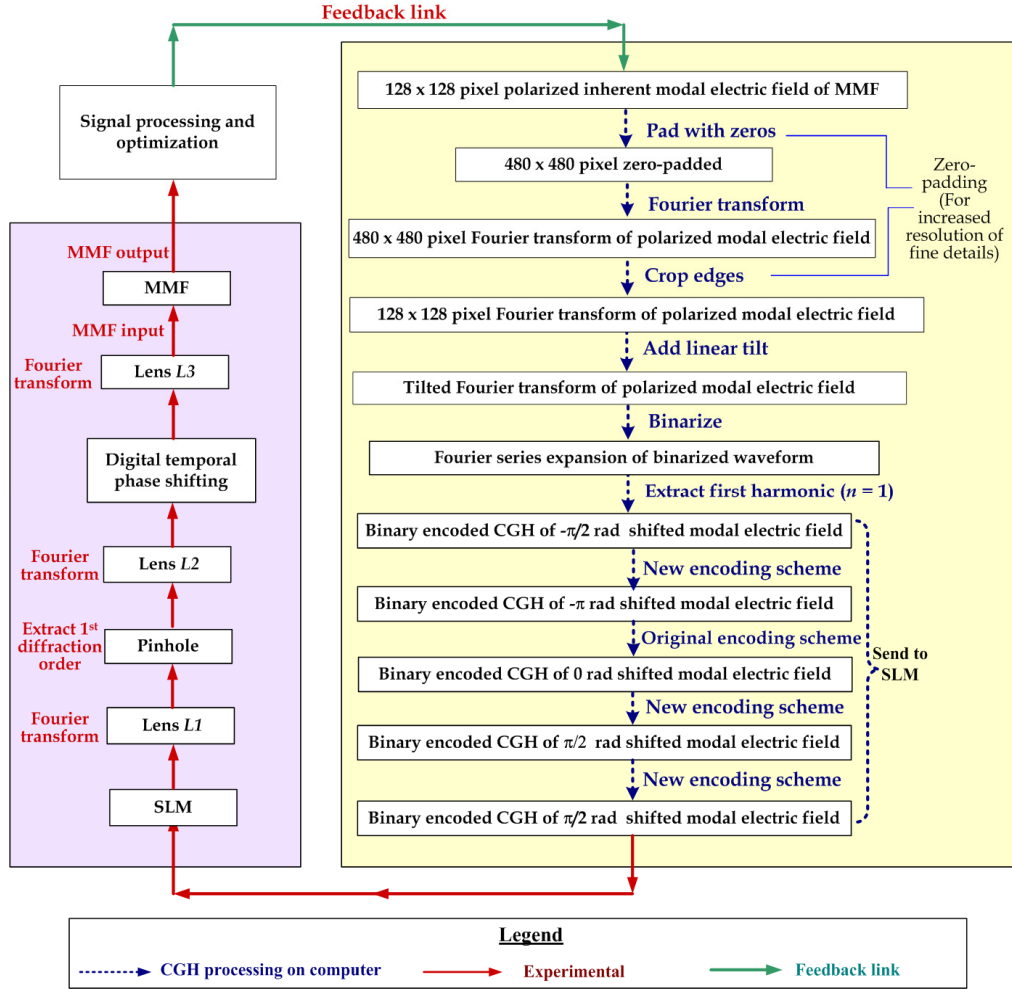 Feedback link
Signal processing and
optimization
MMF output
MMF
MMF input
Fourier
transform
Lens L3
Digital temporal
phase shifting
Fourier
transform
Lens L2
Extract 1st
diffraction
order
Pinhole
Fourier
transform
Lens L1
SLM
128 x 128 pixel polarized inherent modal electric field of MMF
Pad with zeros
480 x 480 pixel zero-padded
Fourier transform
480 x 480 pixel Fourier transform of polarized modal electric field
Crop edges
Zero-
padding
(For
increased
resolution of
fine details)
128 x 128 pixel Fourier transform of polarized modal electric field
Add linear tilt
Tilted Fourier transform of polarized modal electric field
Binarize
Fourier series expansion of binarized waveform
Extract first harmonic (n = 1)
Binary encoded CGH of -π/2 rad shifted modal electric field
New encoding scheme
Binary encoded CGH of -π rad shifted modal electric field
Original encoding scheme
Binary encoded CGH of 0 rad shifted modal electric field
New encoding scheme
Binary encoded CGH of π/2 rad shifted modal electric field
New encoding scheme
Binary encoded CGH of π/2 rad shifted modal electric field
Send to
SLM
Legend
CGH processing on computer
Experimental
Feedback link